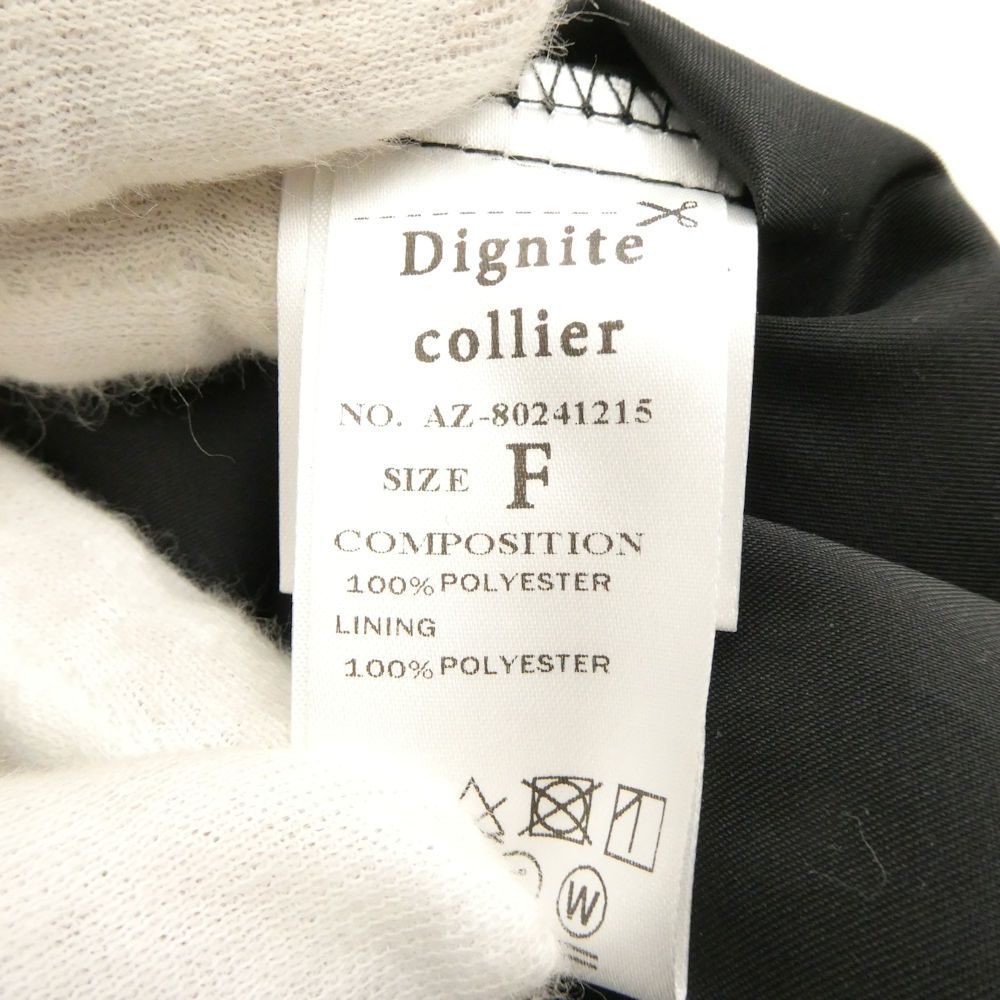 Dignite
collier
NO. AZ-80241215
SIZE F
COMPOSITION
100% POLYESTER
LINING
100% POLYESTER
W